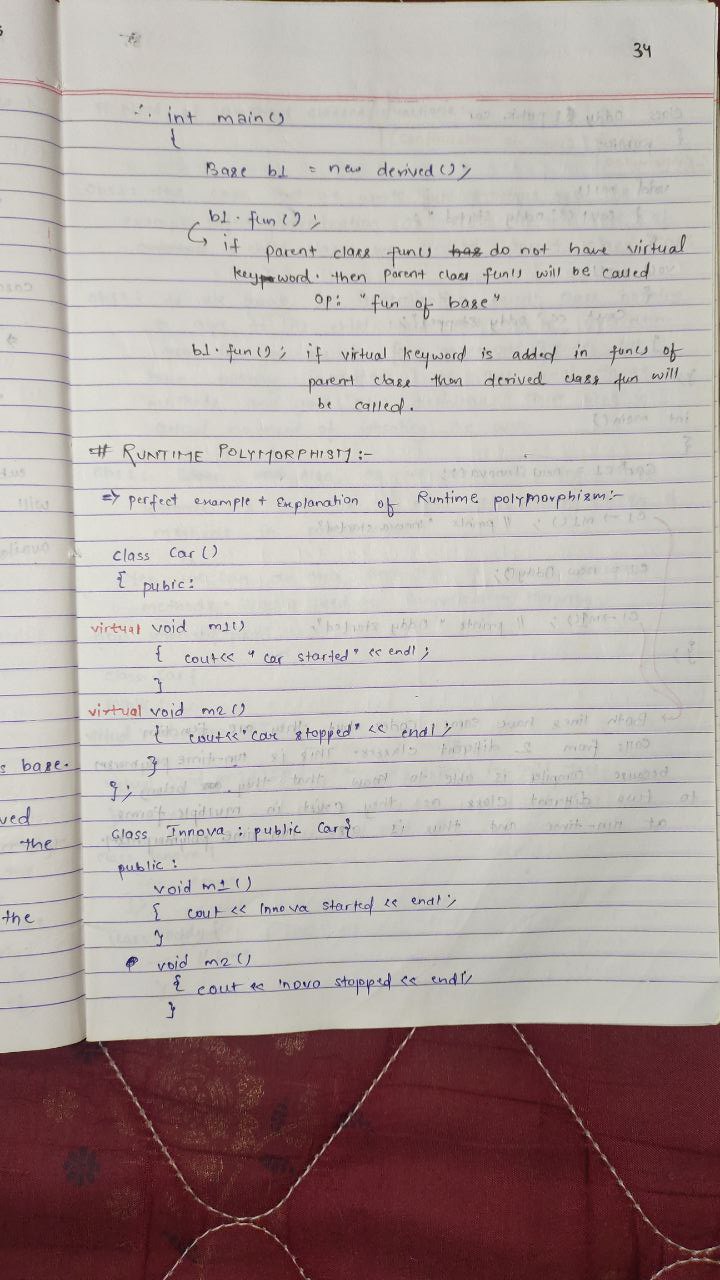 34
∴ int main()
{
Base b1 = new derived();
b1.fun();
↳ if parent class func() do not have virtual
keyword. then parent class fun() will be called
op: "fun of base"
b1.fun(); if virtual keyword is added in func() of
parent class then derived class fun will
be called.
# RUNTIME POLYMORPHISM :-
⇒ perfect example + Explanation of Runtime polymorphism:-
class Car()
{ pubic:
virtual void m1()
{ cout<< "car started" << endl;
}
virtual void m2()
{ cout<<"car stopped" << endl;
}
};
s base.
class Innova : public Car{
ved
the
public:
void m1()
{ cout << Innova started << endl;
the
}
void m2()
{ cout << nova stopped << endl;
}